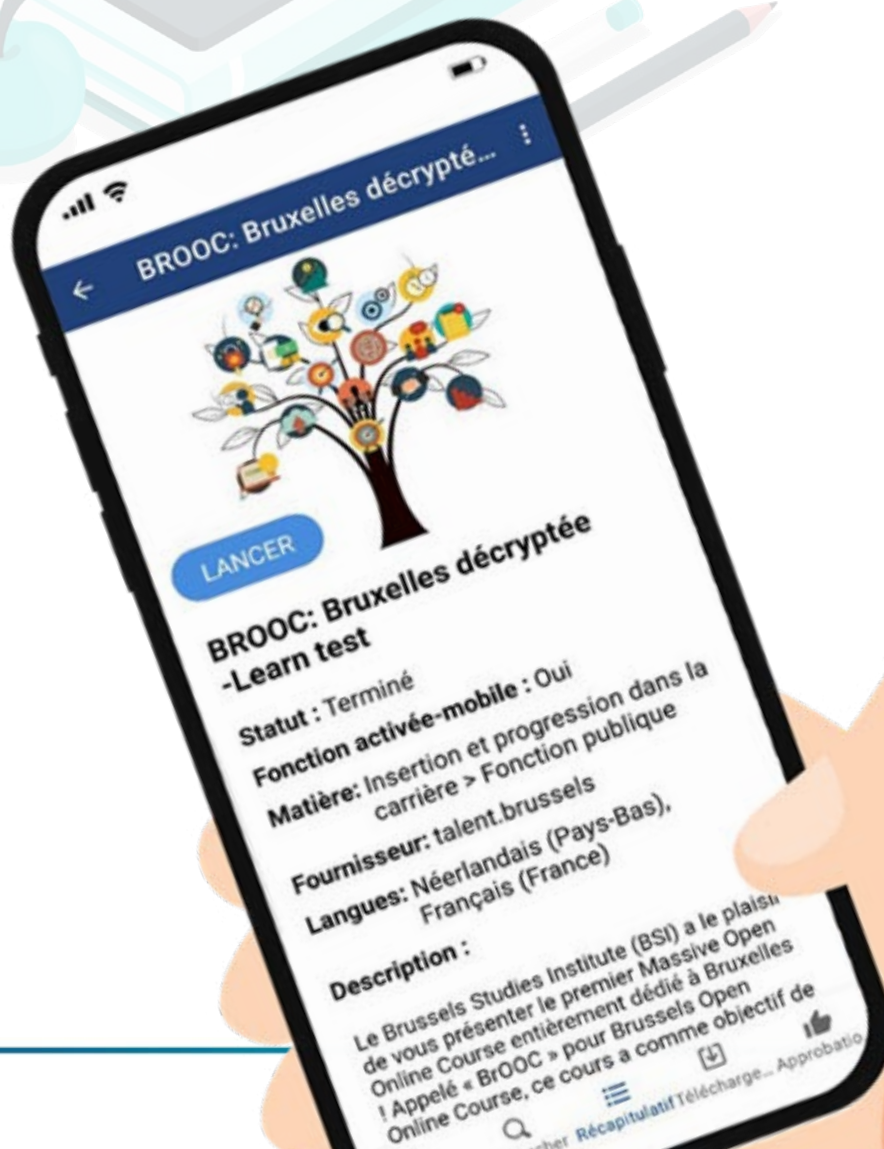 BROOC: Bruxelles décrypté...
LANCER
BROOC: Bruxelles décryptée
-Learn test
Statut : Terminé
Fonction activée-mobile : Oui
Matière: Insertion et progression dans la
carrière > Fonction publique
Fournisseur: talent.brussels
Langues: Néerlandais (Pays-Bas),
Français (France)
Description :
Le Brussels Studies Institute (BSI) a le plaisir
de vous présenter le premier Massive Open
Online Course entièrement dédié à Bruxelles
! Appelé « BrOOC » pour Brussels Open
Online Course, ce cours a comme objectif de
Récapitulatif Télécharge... Approbatio